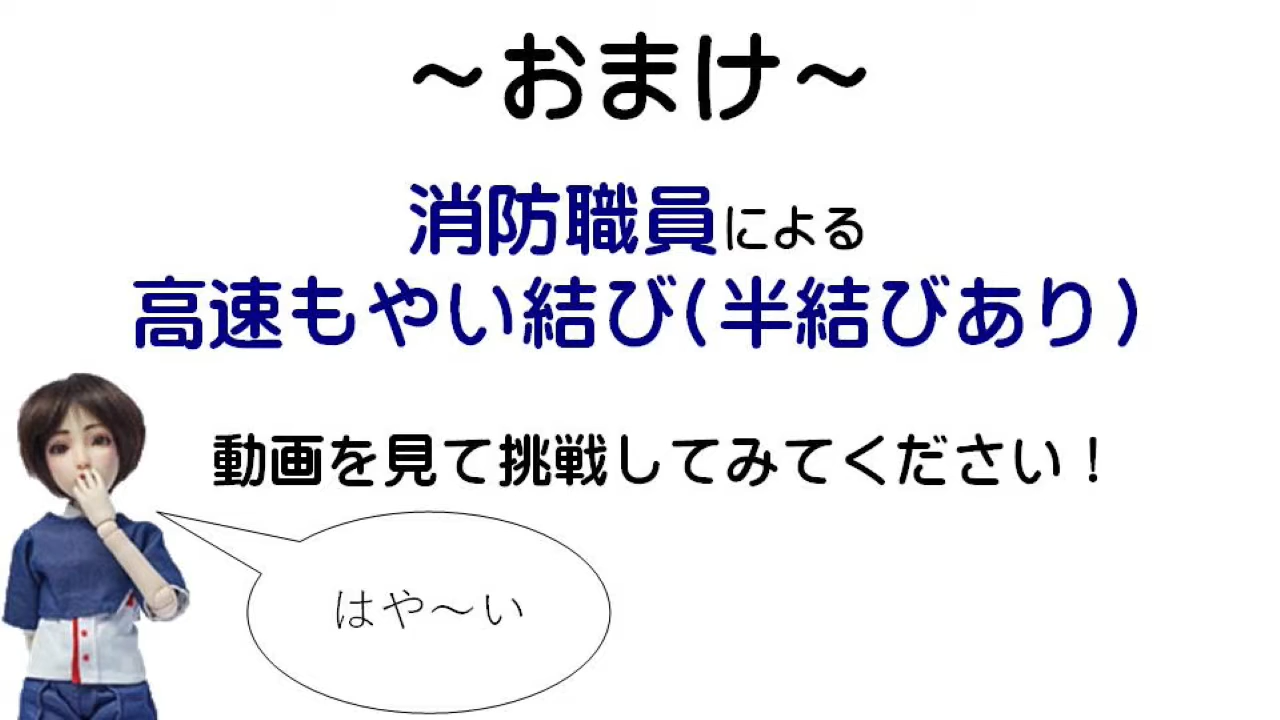 ～おまけ～
消防職員による
高速もやい結び(半結びあり)
動画を見て挑戦してみてください！
はや～い